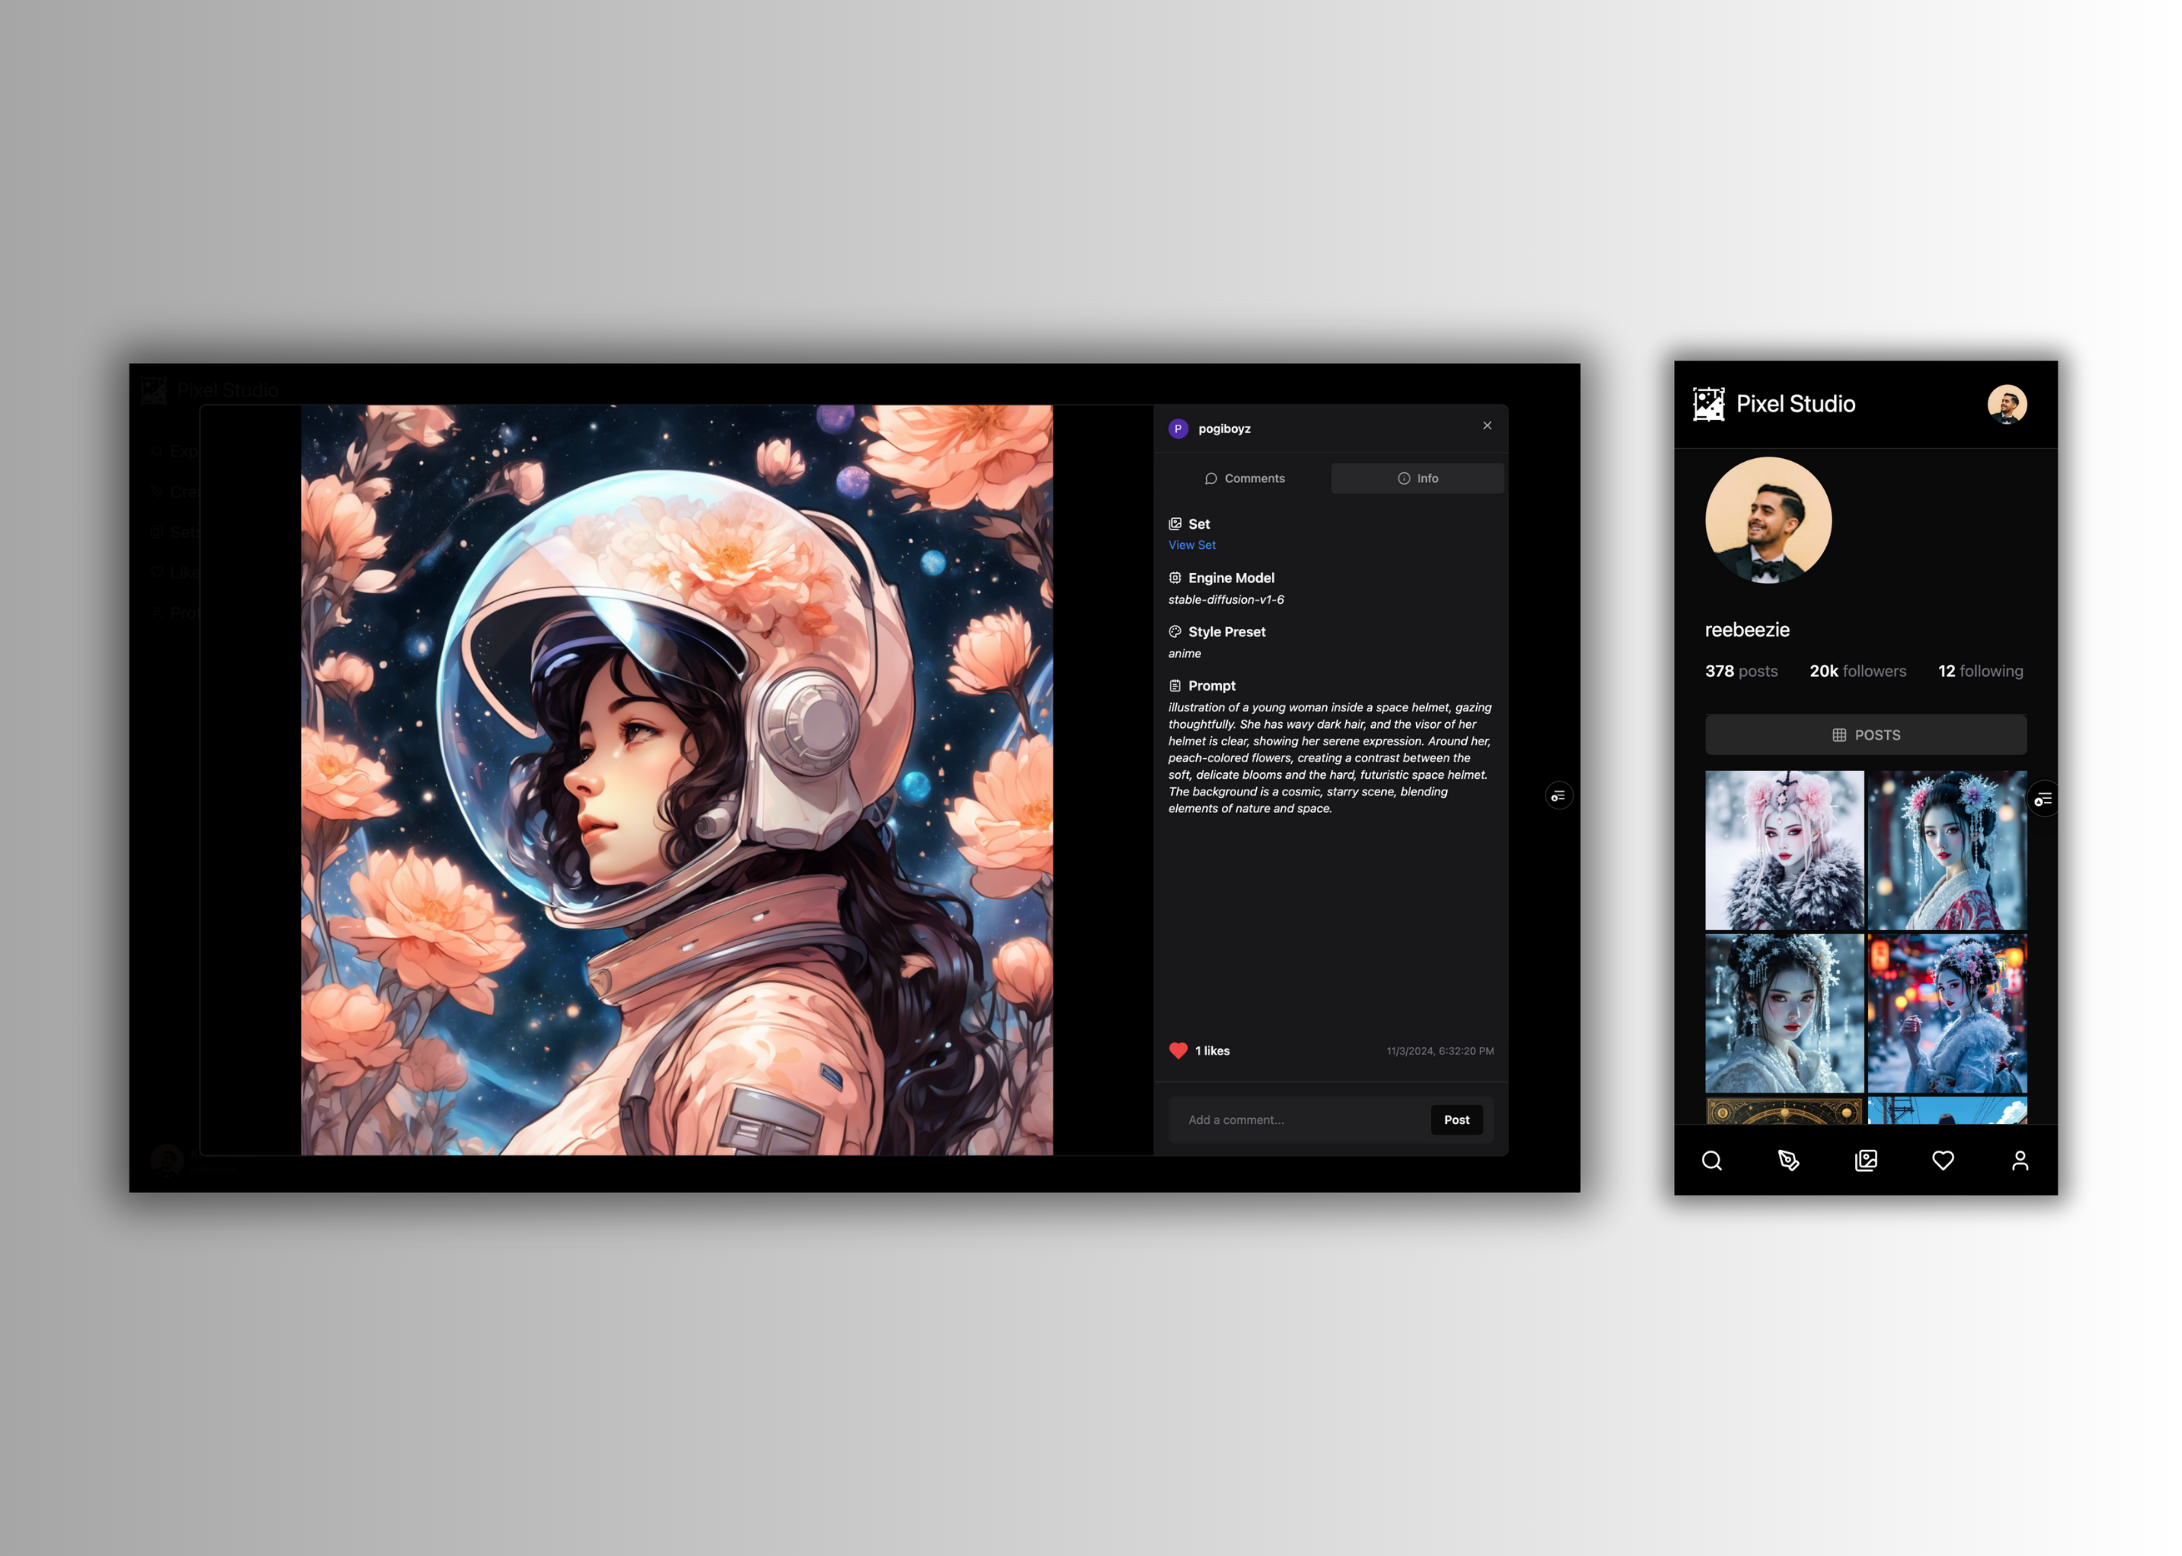 Pixel Studio
pogiboyz
Comments
Info
Set
View Set
Engine Model
stable-diffusion-v1-6
Style Preset
anime
Prompt
illustration of a young woman inside a space helmet, gazing
thoughtfully. She has wavy dark hair, and the visor of her
helmet is clear, showing her serene expression. Around her,
peach-colored flowers, creating a contrast between the
soft, delicate blooms and the hard, futuristic space helmet.
The background is a cosmic, starry scene, blending
elements of nature and space.
1 likes
11/3/2024, 6:32:20 PM
Add a comment...
Post
P
Pixel Studio
reebeezie
378 posts
20k followers
12 following
POSTS